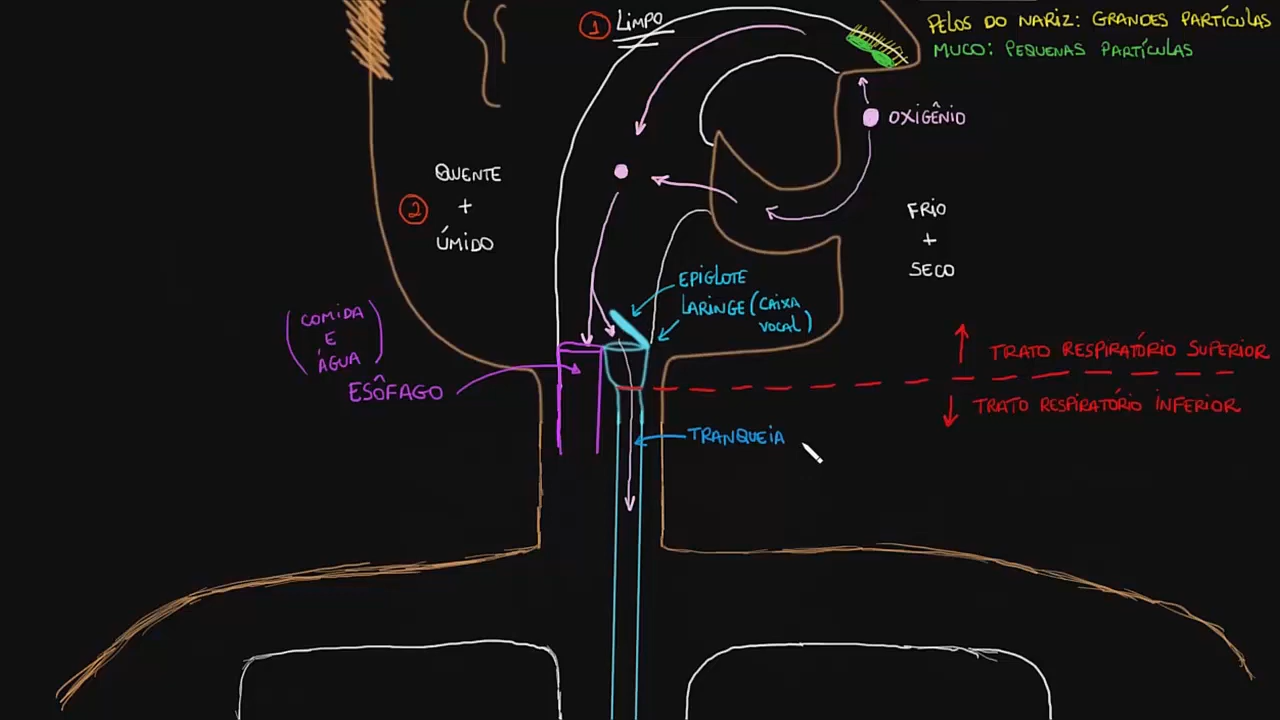 1 LIMPO
PELOS DO NARIZ: GRANDES PARTÍCULAS
MUCO: PEQUENAS PARTÍCULAS
OXIGÊNIO
2 QUENTE
+
ÚMIDO
FRIO
+
SECO
EPIGLOTE
LARINGE (CAIXA
VOCAL)
(COMIDA
E
ÁGUA)
ESÔFAGO
TRATO RESPIRATÓRIO SUPERIOR
TRATO RESPIRATÓRIO INFERIOR
TRANQUEIA